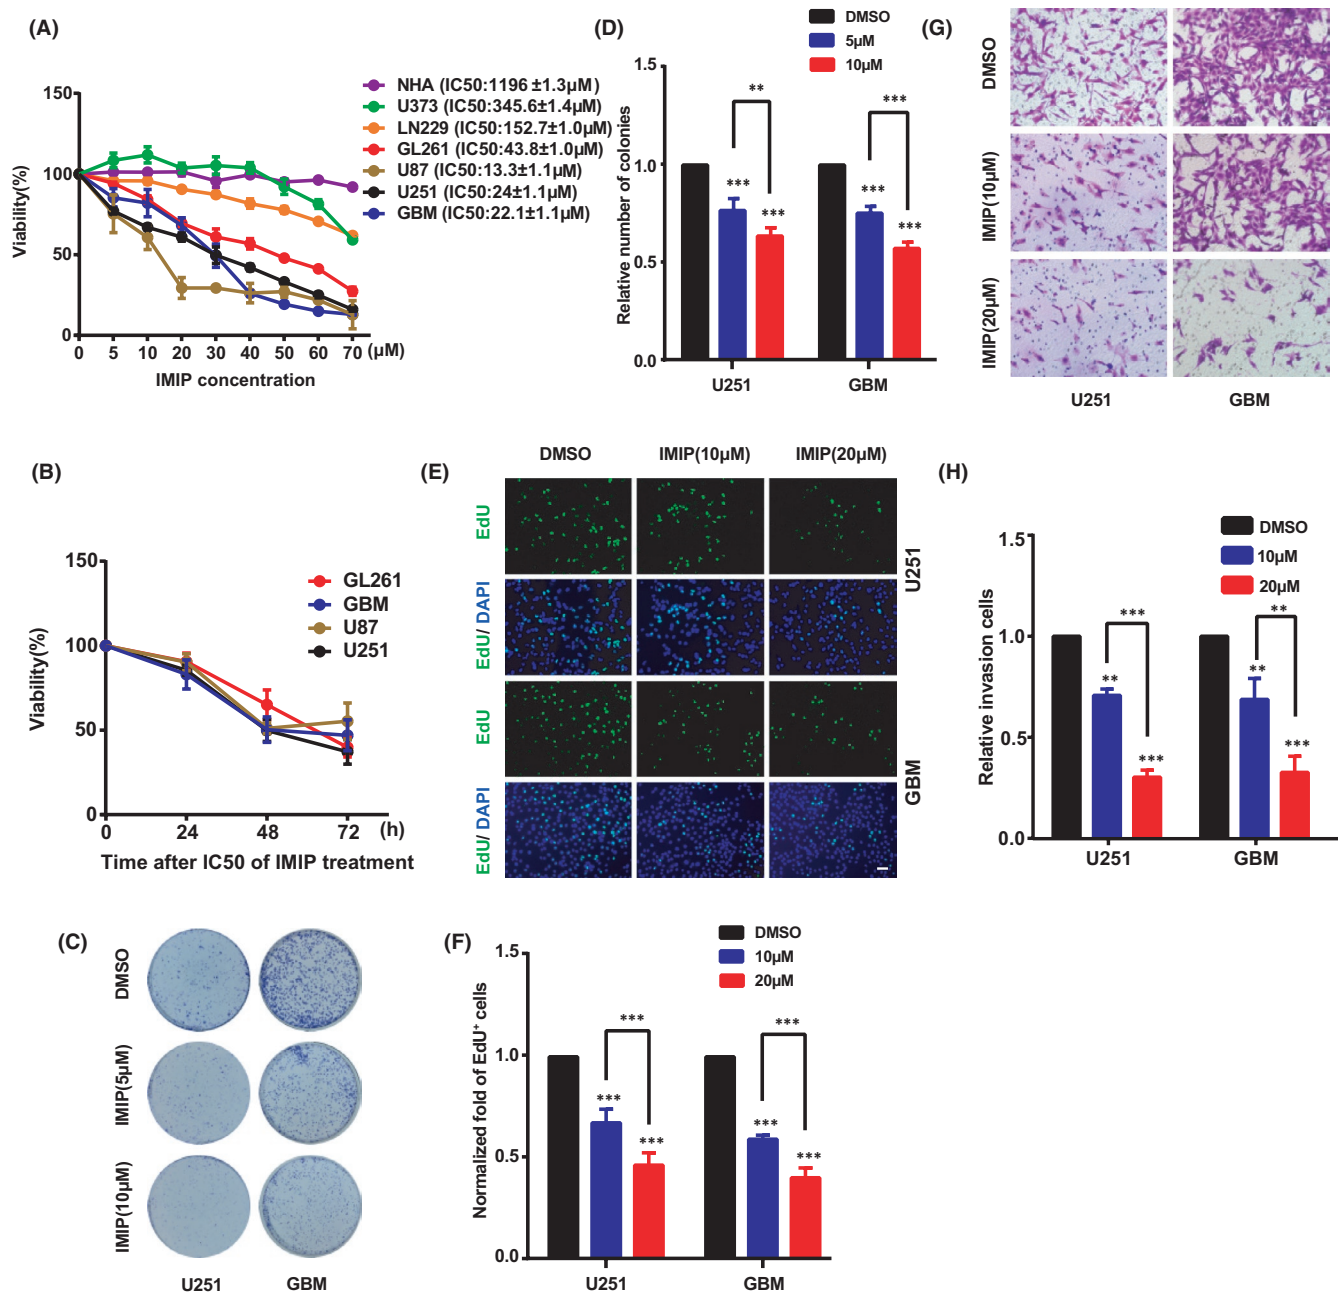 (A)
150
100
50
0
Viability(%)
0 5 10 20 30 40 50 60 70 (μM)
IMIP concentration
NHA (IC50:1196 ±1.3μM)
U373 (IC50:345.6±1.4μM)
LN229 (IC50:152.7±1.0μM)
GL261 (IC50:43.8±1.0μM)
U87 (IC50:13.3±1.1μM)
U251 (IC50:24±1.1μM)
GBM (IC50:22.1±1.1μM)
(B)
150
100
50
0
Viability(%)
GL261
GBM
U87
U251
0 24 48 72 (h)
Time after IC50 of IMIP treatment
(C)
DMSO
IMIP(5μM)
IMIP(10μM)
U251 GBM
(D)
DMSO
5μM
10μM
1.5
1.0
0.5
0.0
Relative number of colonies
** ***
*** *** *** ***
U251 GBM
(E)
DMSO IMIP(10μM) IMIP(20μM)
EdU
EdU/ DAPI
U251
EdU
EdU/ DAPI
GBM
(F)
DMSO
10μM
20μM
1.5
1.0
0.5
0.0
Normalized fold of EdU⁺ cells
*** ***
*** *** *** ***
U251 GBM
(G)
DMSO
IMIP(10μM)
IMIP(20μM)
U251 GBM
(H)
DMSO
10μM
20μM
1.5
1.0
0.5
0.0
Relative invasion cells
*** **
** *** ** ***
U251 GBM